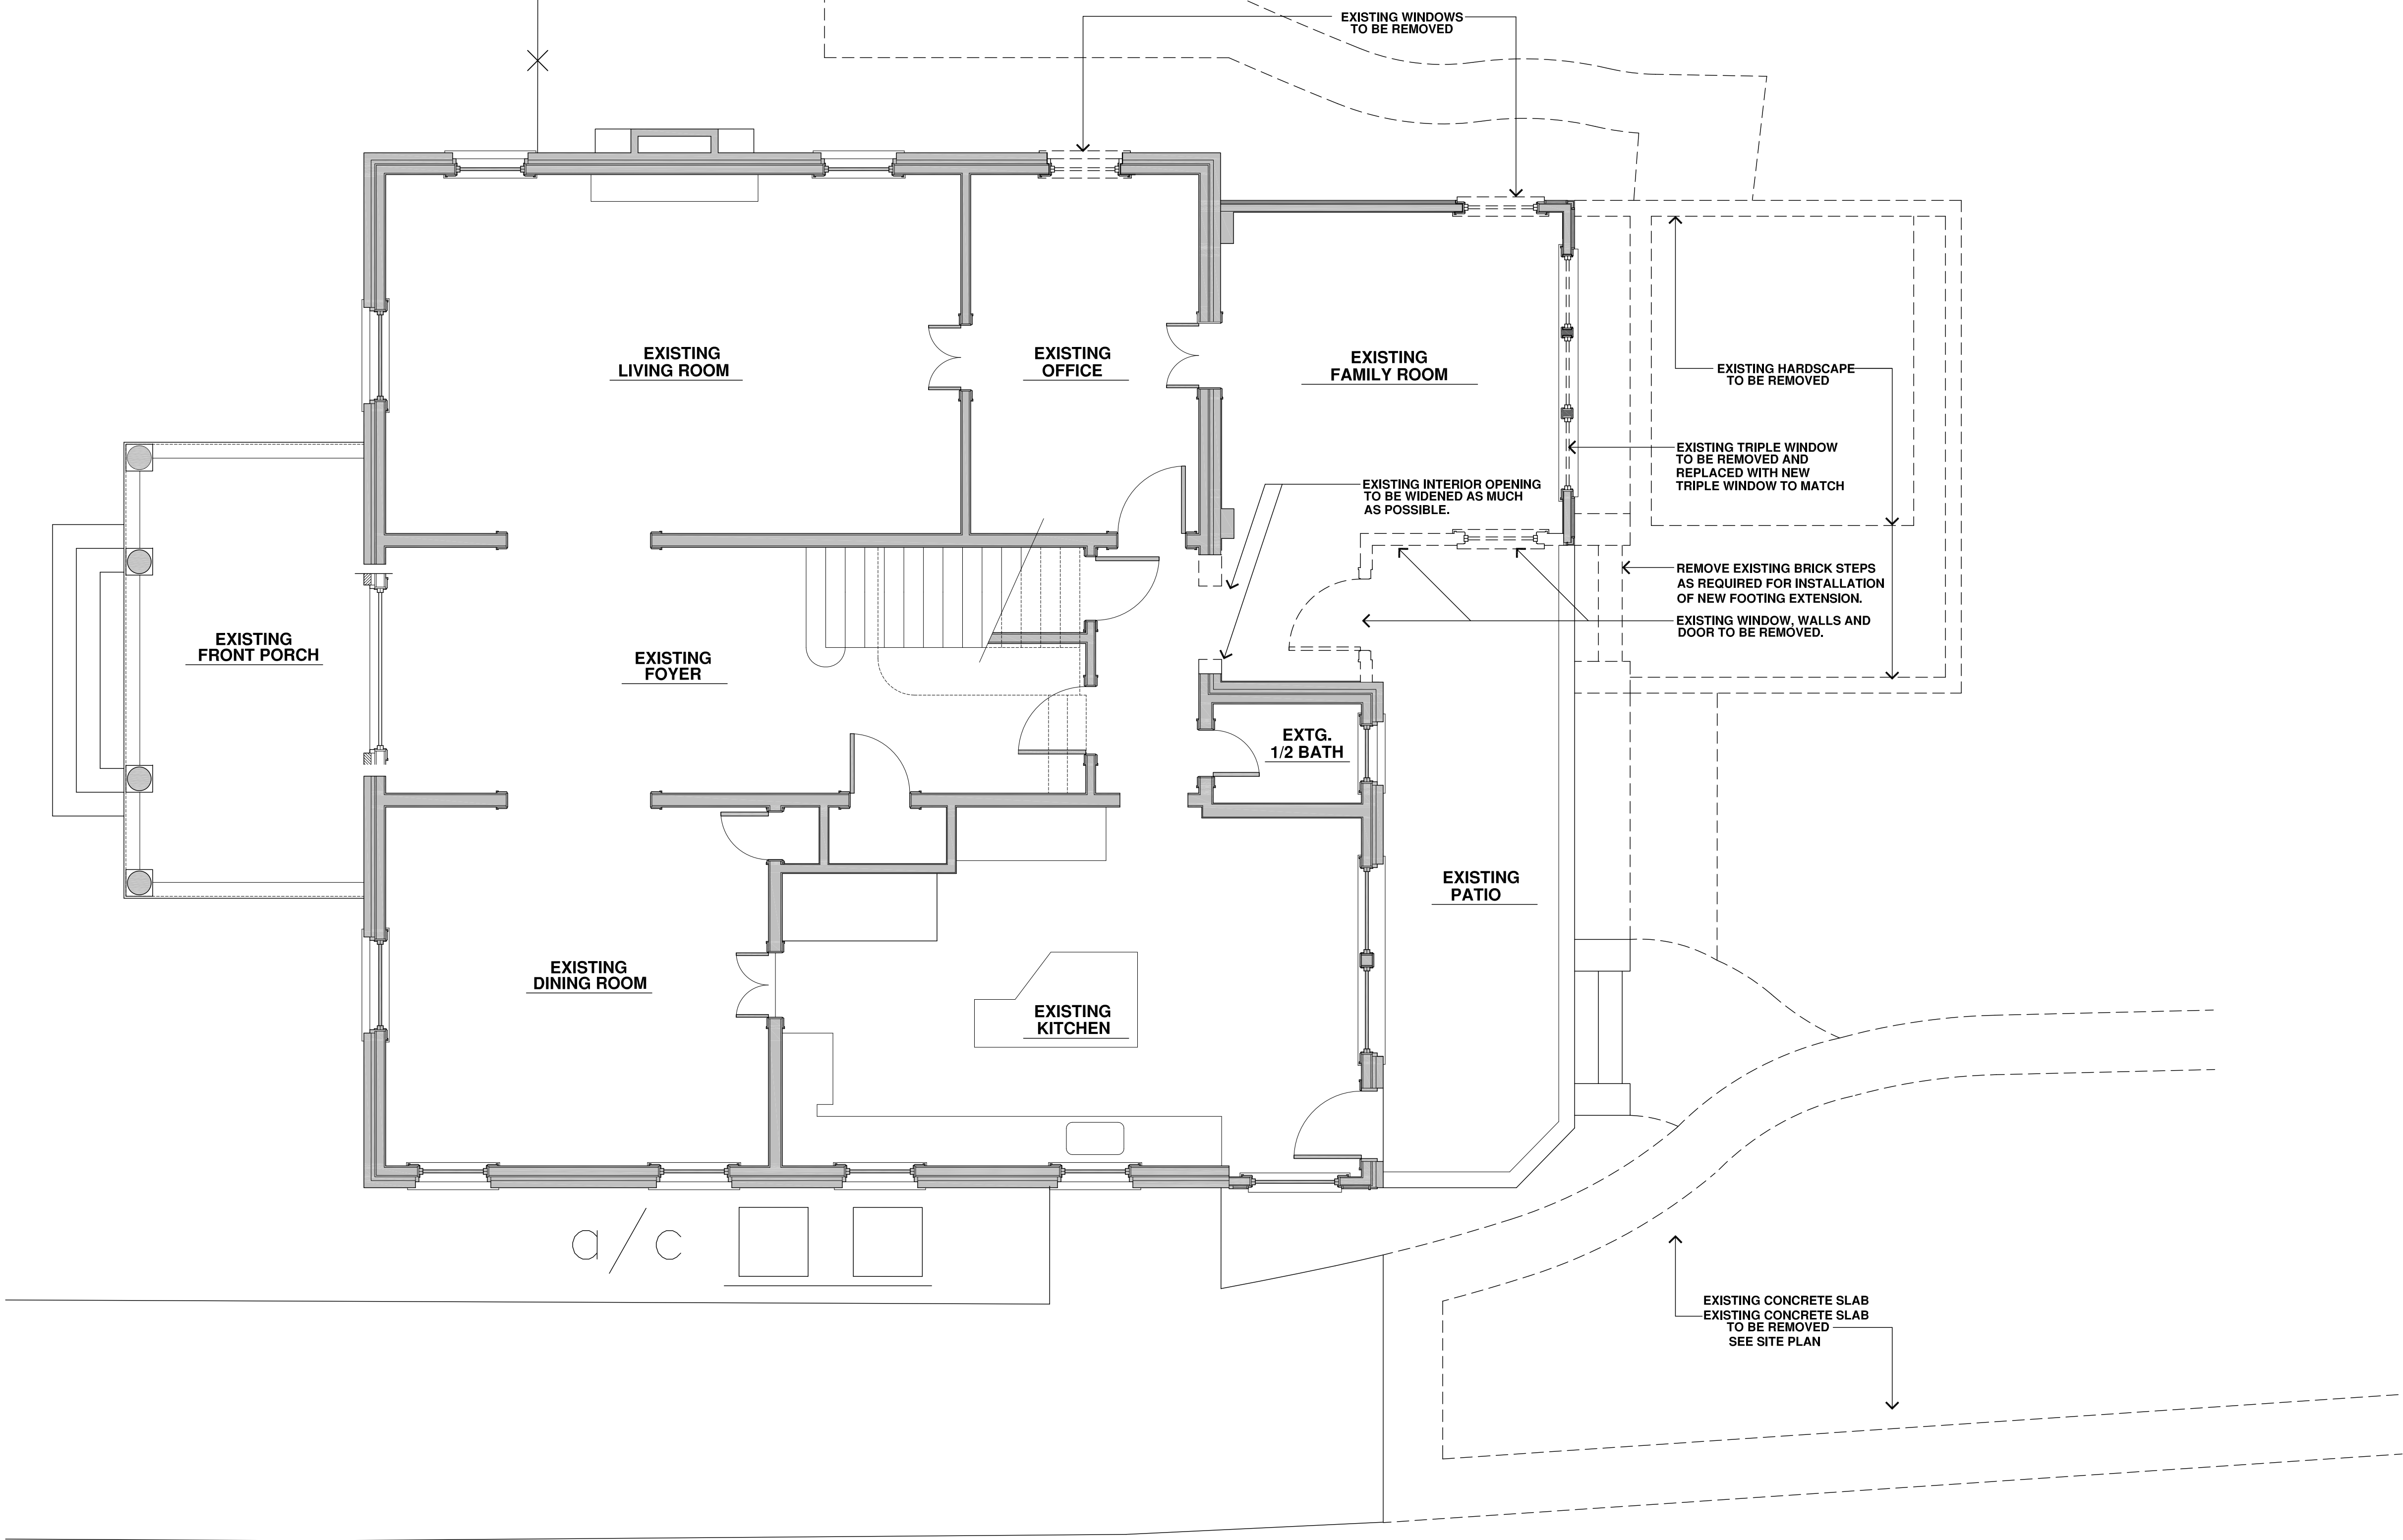 EXISTING WINDOWS
TO BE REMOVED
EXISTING
LIVING ROOM
EXISTING
OFFICE
EXISTING
FAMILY ROOM
EXISTING HARDSCAPE
TO BE REMOVED
EXISTING TRIPLE WINDOW
TO BE REMOVED AND
REPLACED WITH NEW
TRIPLE WINDOW TO MATCH
EXISTING INTERIOR OPENING
TO BE WIDENED AS MUCH
AS POSSIBLE.
REMOVE EXISTING BRICK STEPS
AS REQUIRED FOR INSTALLATION
OF NEW FOOTING EXTENSION.
EXISTING WINDOW, WALLS AND
DOOR TO BE REMOVED.
EXISTING
FRONT PORCH
EXISTING
FOYER
EXTG.
1/2 BATH
EXISTING
PATIO
EXISTING
DINING ROOM
EXISTING
KITCHEN
a/c
EXISTING CONCRETE SLAB
EXISTING CONCRETE SLAB
TO BE REMOVED
SEE SITE PLAN